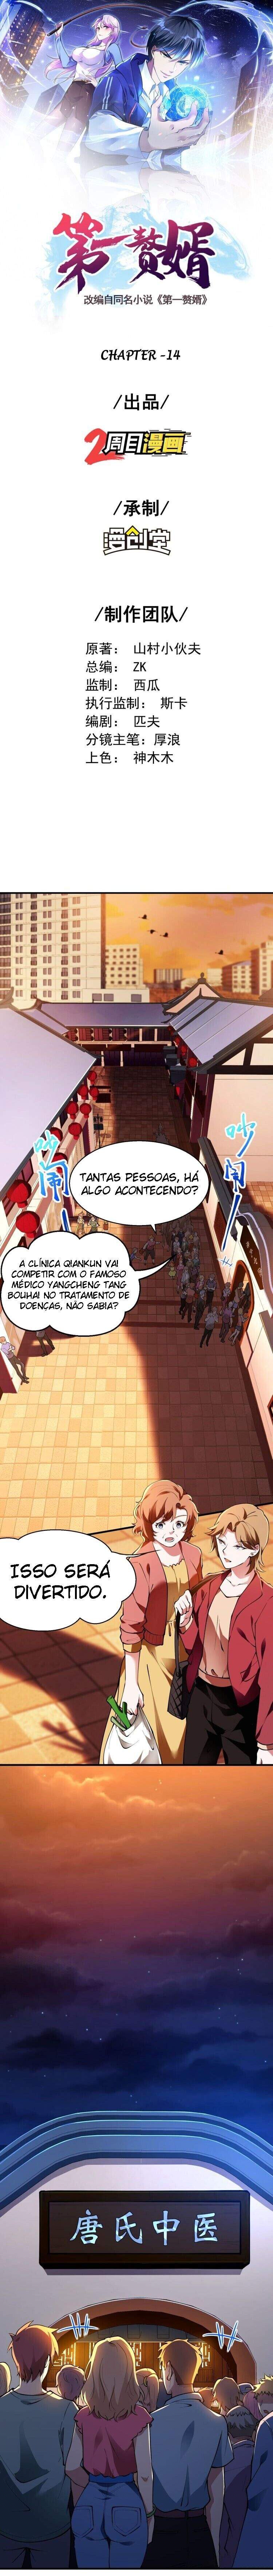 第一赘婿
改编自同名小说《第一赘婿》
CHAPTER -14
/出品/
2周目漫画
/承制/
漫创堂
/制作团队/
原著： 山村小伙夫
总编： ZK
监制： 西瓜
执行监制： 斯卡
编剧： 匹夫
分镜主笔：厚浪
上色： 神木木
吵
闹
吵
闹
TANTAS PESSOAS, HÁ
ALGO ACONTECENDO?
A CLÍNICA QIANKUN VAI
COMPETIR COM O FAMOSO
MÉDICO YANGCHENG TANG
BOUHAI NO TRATAMENTO DE
DOENÇAS, NÃO SABIA?
ISSO SERÁ
DIVERTIDO.
唐氏中医